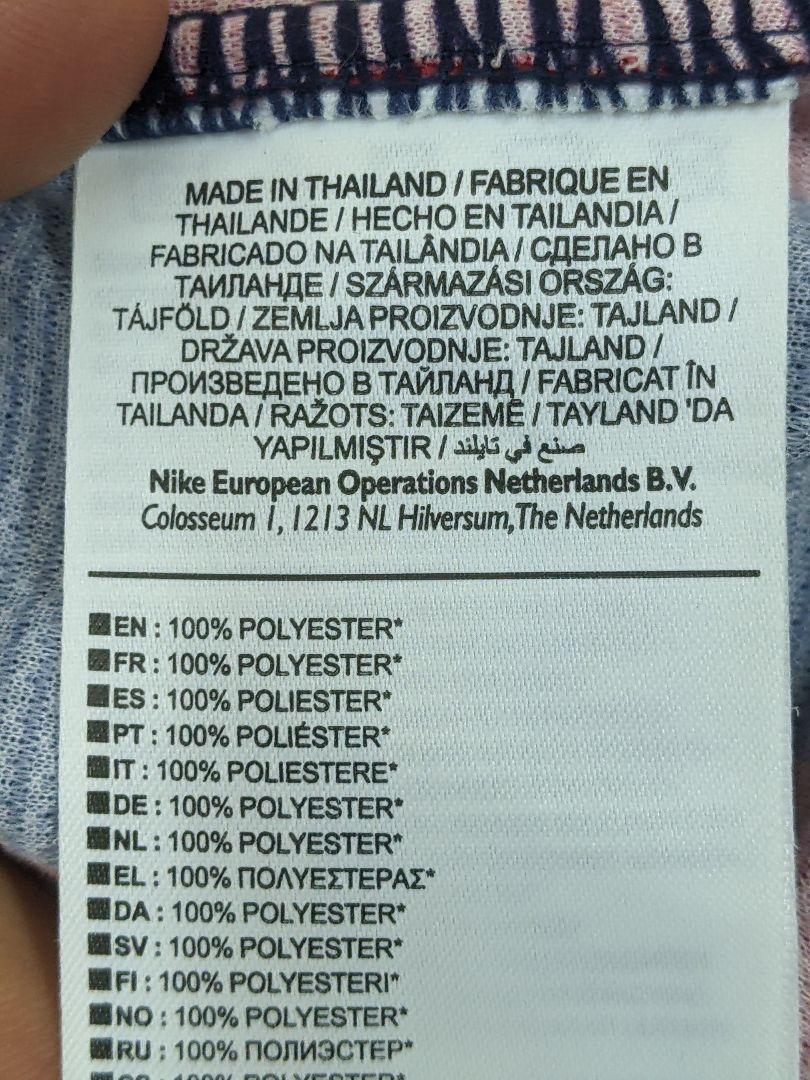 MADE IN THAILAND / FABRIQUE EN
THAILANDE / HECHO EN TAILANDIA /
FABRICADO NA TAILÂNDIA / СДЕЛАНО В
ТАИЛАНДЕ / SZÁRMAZÁSI ORSZÁG:
TÁJFÖLD / ZEMLJA PROIZVODNJE: TAJLAND /
DRŽAVA PROIZVODNJE: TAJLAND /
ПРОИЗВЕДЕНО В ТАЙЛАНД / FABRICAT ÎN
TAILANDA / RAŽOTS: TAIZEMĒ / TAYLAND 'DA
YAPILMIŞTIR / صنع في تايلند
Nike European Operations Netherlands B.V.
Colosseum 1, 1213 NL Hilversum, The Netherlands
EN : 100% POLYESTER*
FR : 100% POLYESTER*
ES : 100% POLIESTER*
PT : 100% POLIÉSTER*
IT : 100% POLIESTERE*
DE : 100% POLYESTER*
NL : 100% POLYESTER*
EL : 100% ΠΟΛΥΕΣΤΕΡΑΣ*
DA : 100% POLYESTER*
SV : 100% POLYESTER*
FI : 100% POLYESTERI*
NO : 100% POLYESTER*
RU : 100% ПОЛИЭСТЕР*